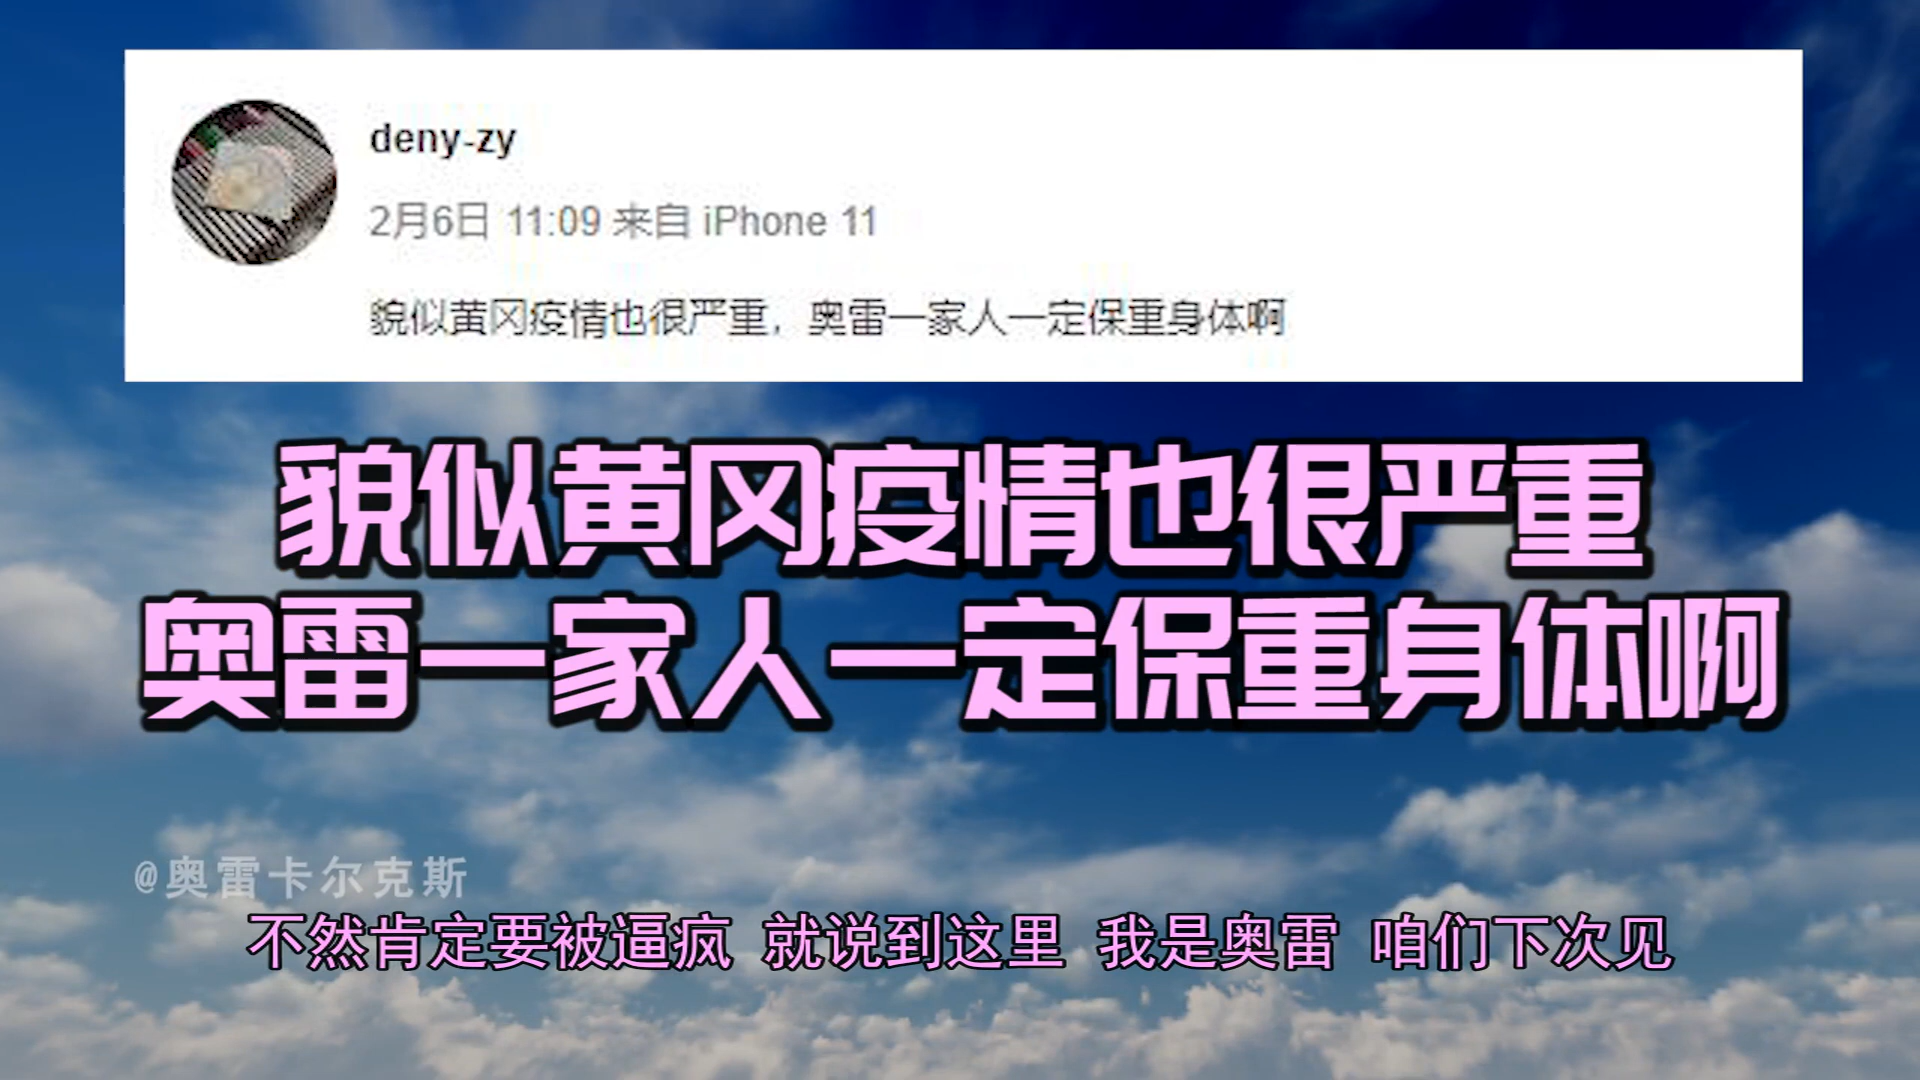 deny-zy
2月6日 11:09 来自 iPhone 11
貌似黄冈疫情也很严重，奥雷一家人一定保重身体啊
貌似黄冈疫情也很严重
奥雷一家人一定保重身体啊
@奥雷卡尔克斯
不然肯定要被逼疯 就说到这里 我是奥雷 咱们下次见